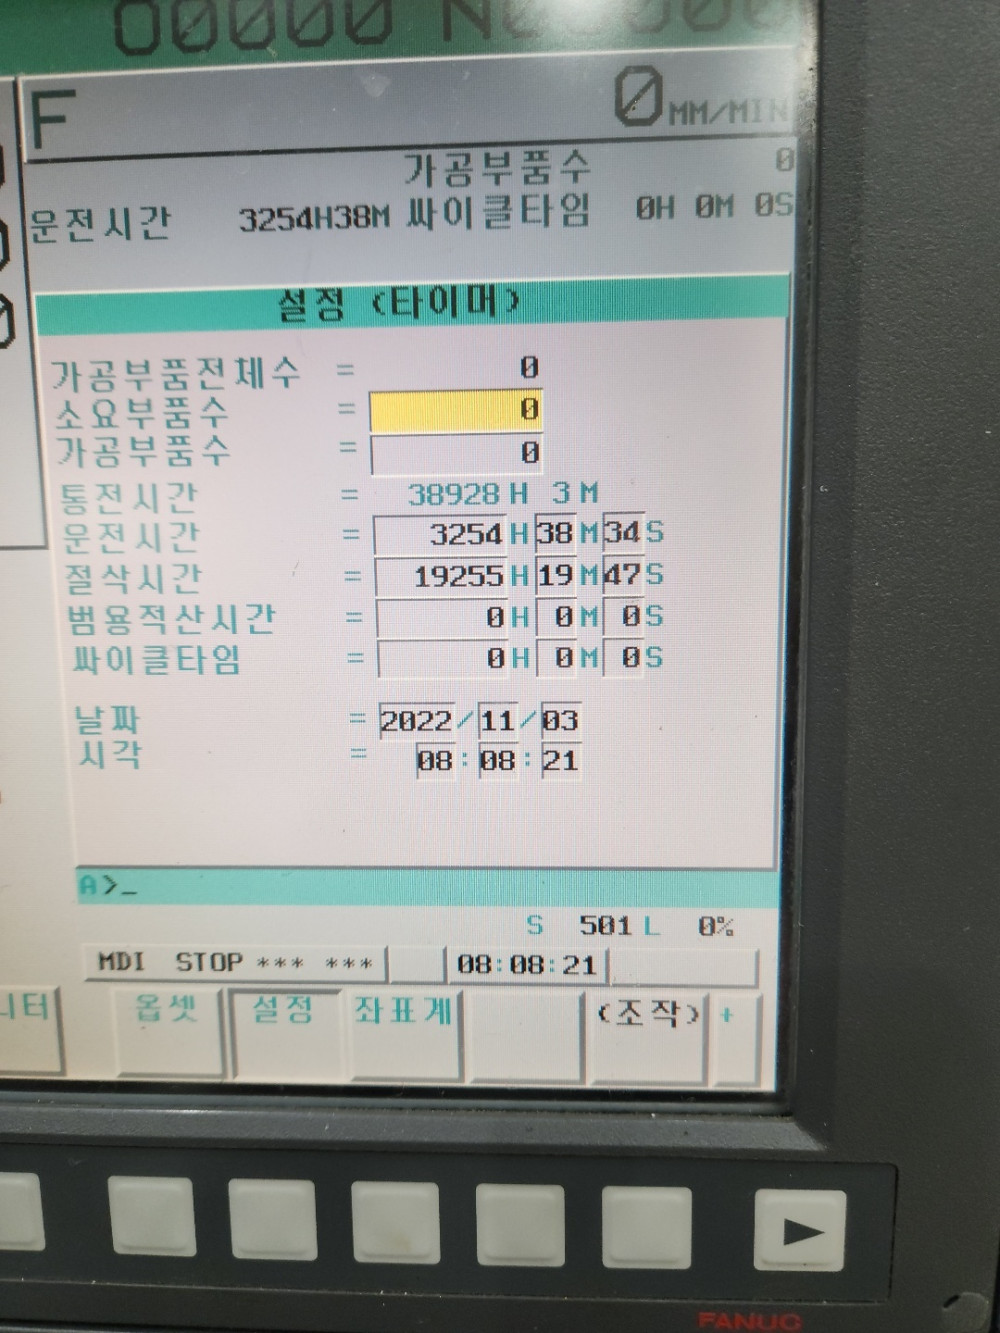 O0000
F 0 MM/MIN
가공부품수 0
운전시간 3254H38M 싸이클타임 0H 0M 0S
설정 (타이머)
가공부품전체수 = 0
소요부품수 = 0
가공부품수 = 0
통전시간 = 38928 H 3 M
운전시간 = 3254 H 38 M 34 S
절삭시간 = 19255 H 19 M 47 S
범용적산시간 = 0 H 0 M 0 S
싸이클타임 = 0 H 0 M 0 S
날짜 = 2022/11/03
시각 = 08:08:21
A>_
S 501 L 0%
MDI STOP *** *** 08:08:21
니터 옵셋 설정 좌표계 (조작) +
FANUC